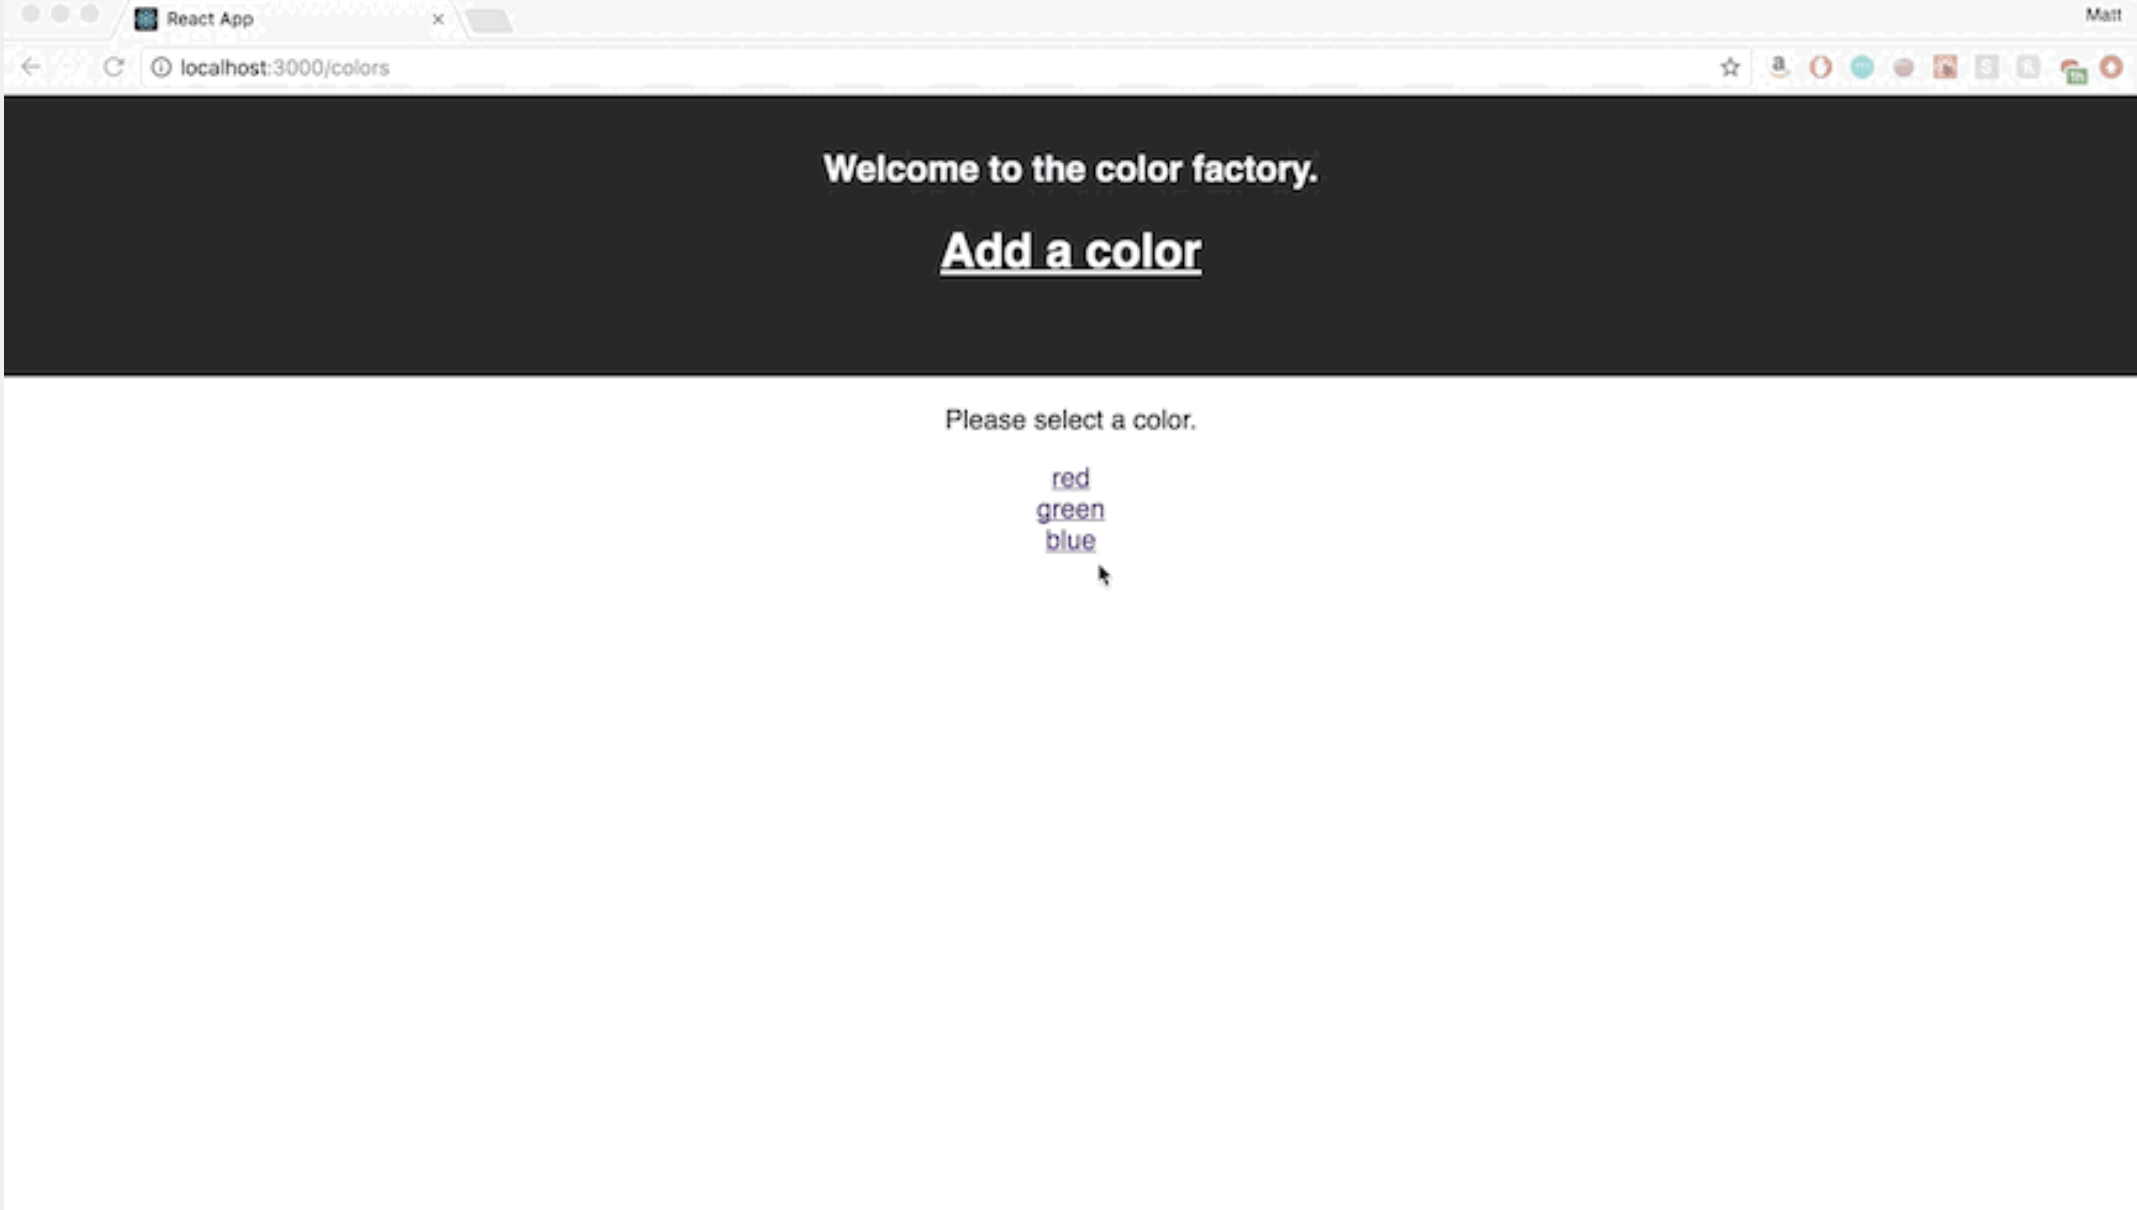 React App
Matt
localhost:3000/colors
Welcome to the color factory.
Add a color
Please select a color.
red
green
blue